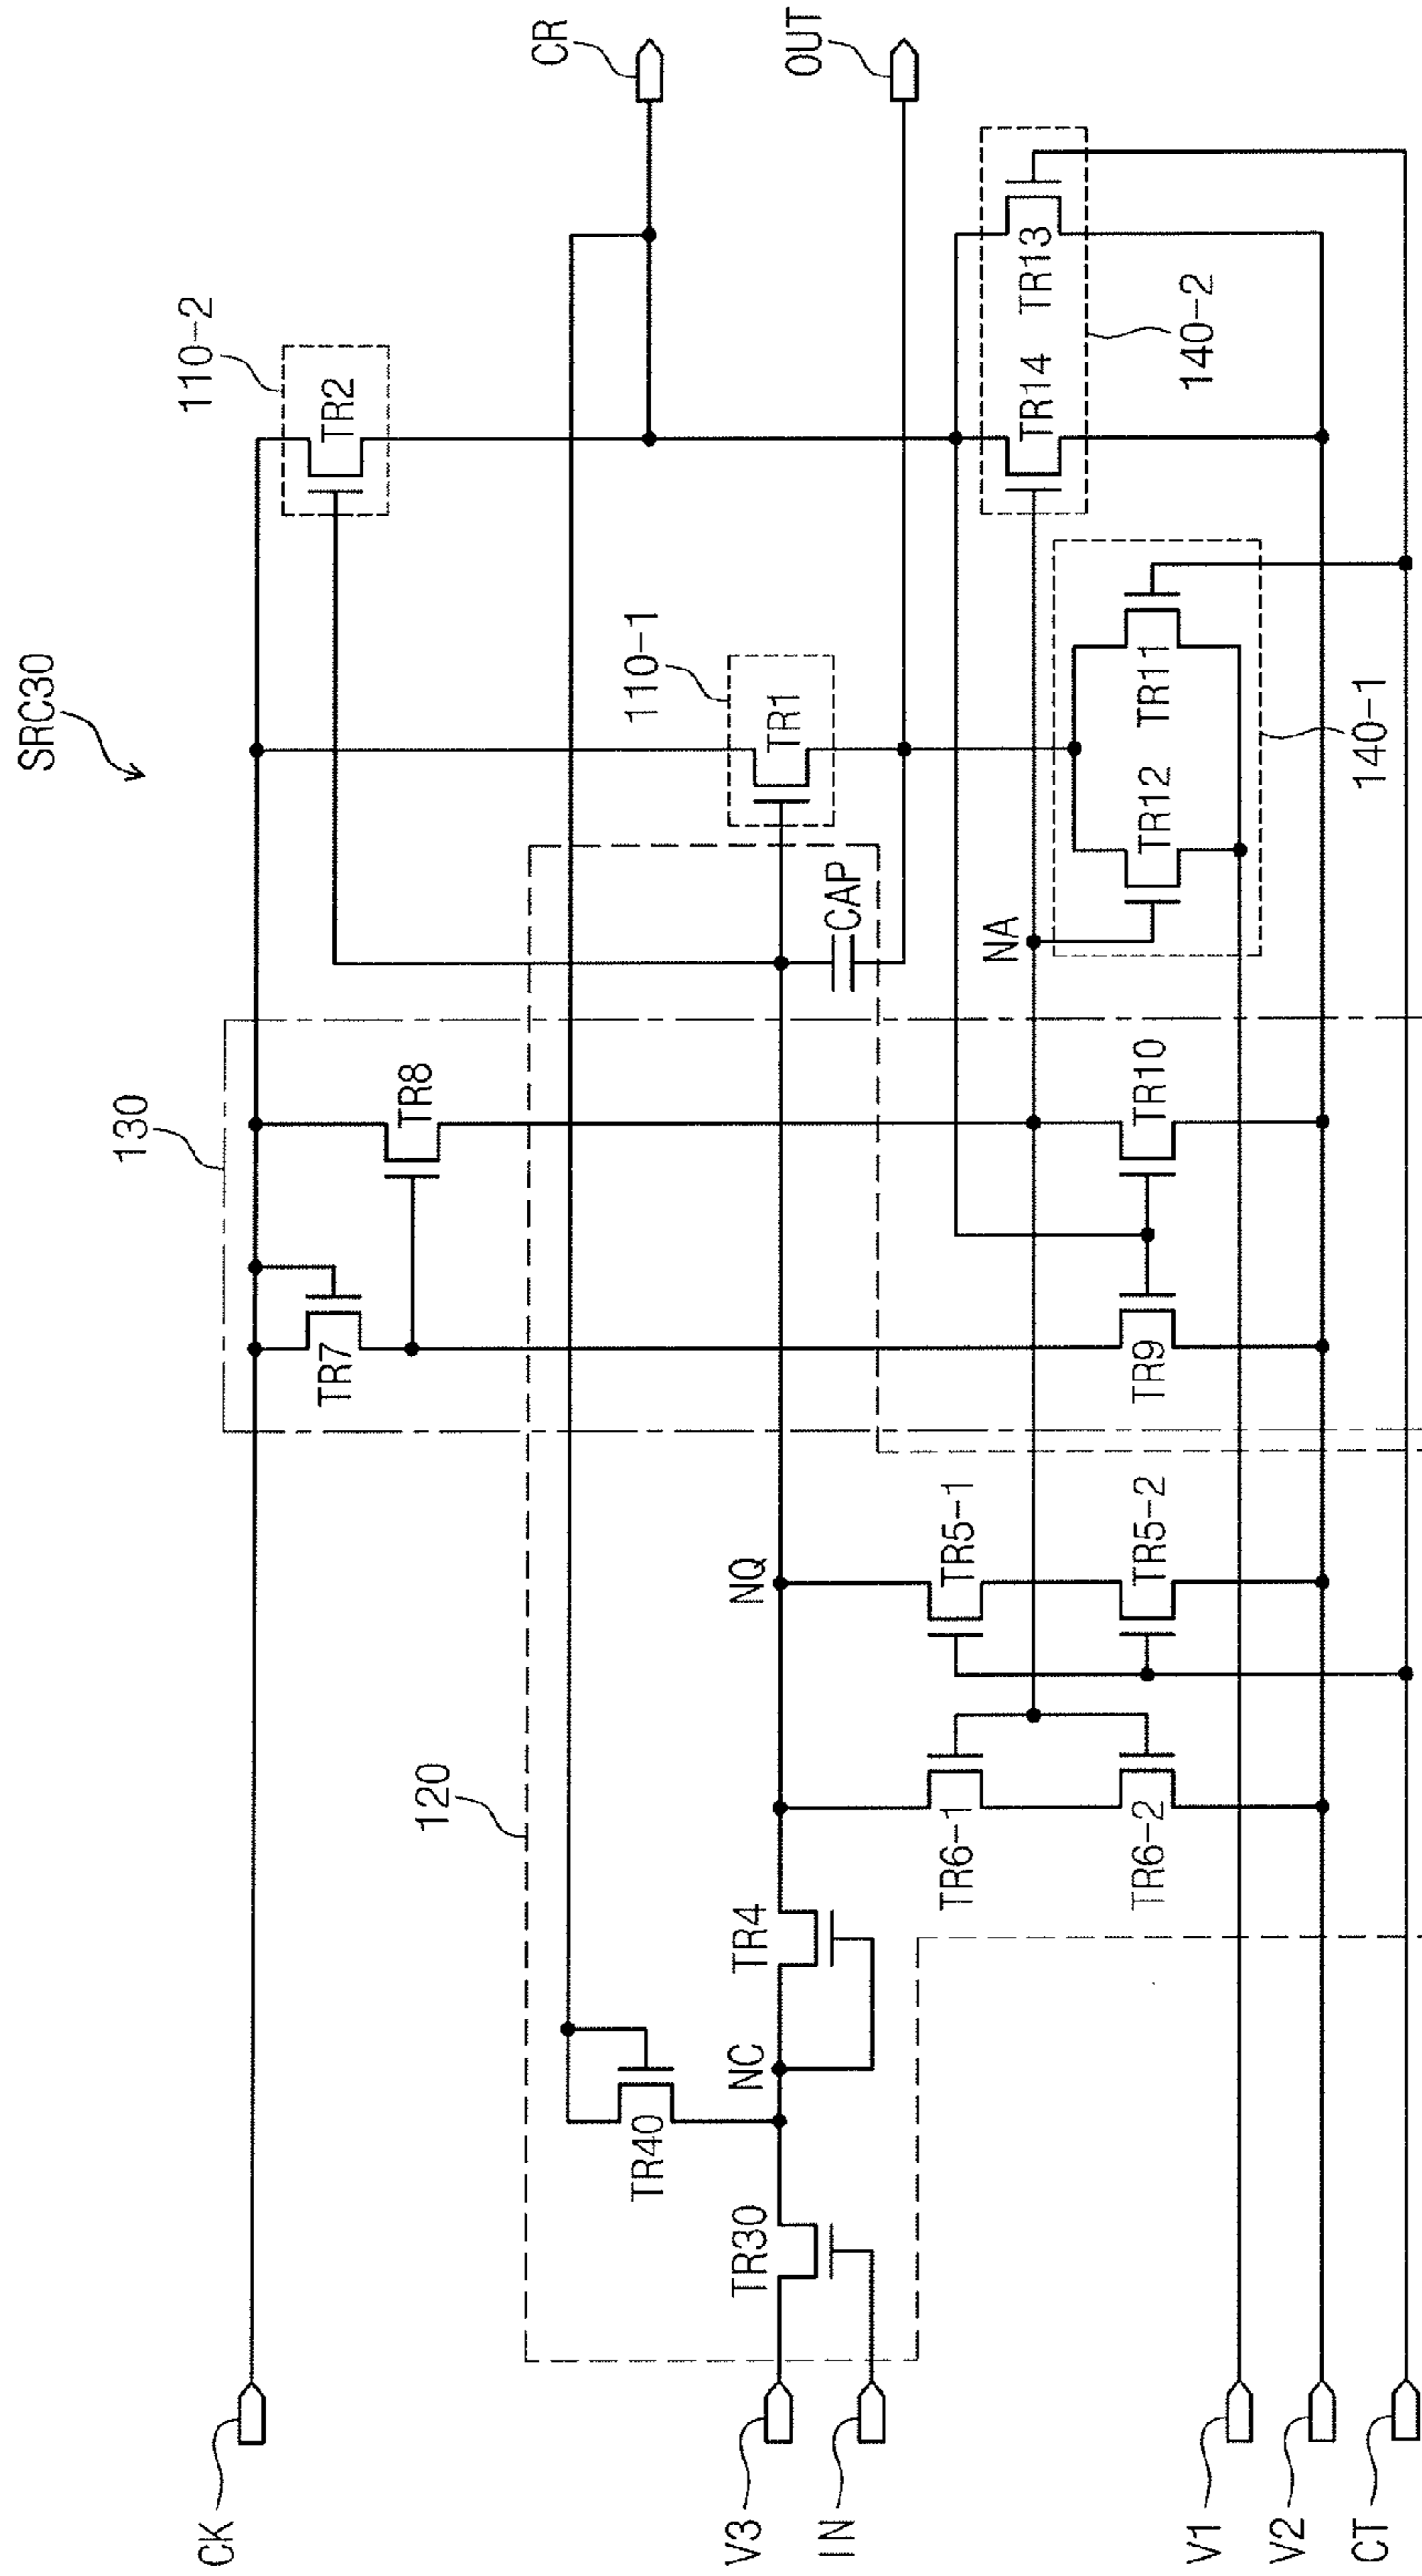 SRC30
CK
V3
IN
V1
V2
CT
CR
OUT
110-2
TR2
110-1
TR1
130
TR8
TR7
CAP
NA
TR14
TR13
140-2
TR12
TR11
140-1
TR10
TR9
120
NQ
TR5-1
TR5-2
TR6-1
TR6-2
TR4
NC
TR40
TR30